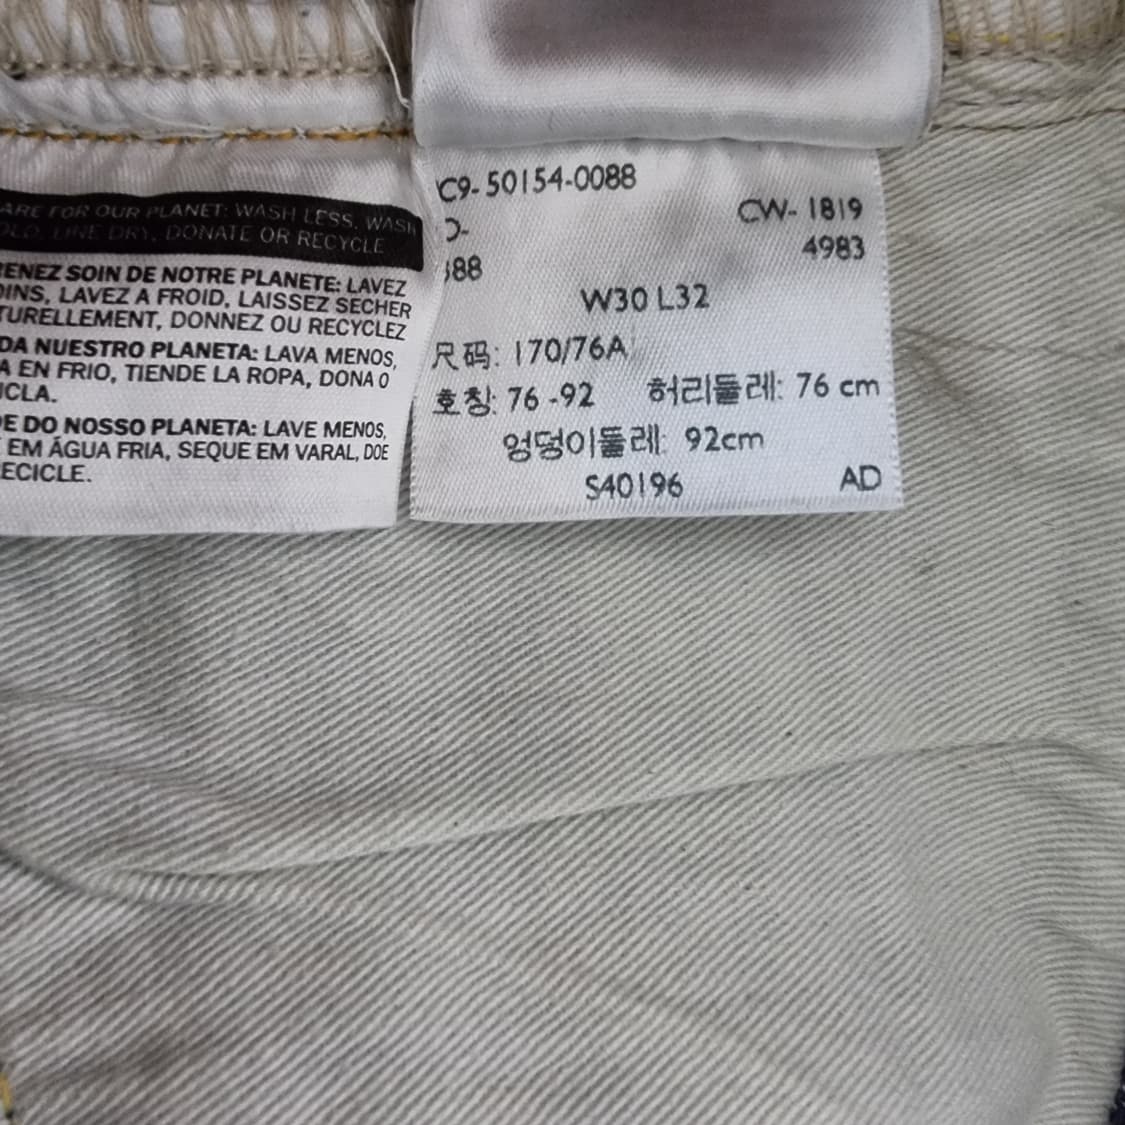 ARE FOR OUR PLANET: WASH LESS, WASH
OLD, LINE DRY, DONATE OR RECYCLE
ENEZ SOIN DE NOTRE PLANETE: LAVEZ
OINS, LAVEZ A FROID, LAISSEZ SECHER
TURELLEMENT, DONNEZ OU RECYCLEZ
DA NUESTRO PLANETA: LAVA MENOS,
A EN FRIO, TIENDE LA ROPA, DONA O
ICLA.
E DO NOSSO PLANETA: LAVE MENOS,
EM ÁGUA FRIA, SEQUE EM VARAL, DOE
ECICLE.
C9- 50154-0088
CW- 1819
O-
4983
88
W30 L32
尺码: 170/76A
호칭: 76 -92 허리둘레: 76 cm
엉덩이둘레: 92cm
S40196 AD